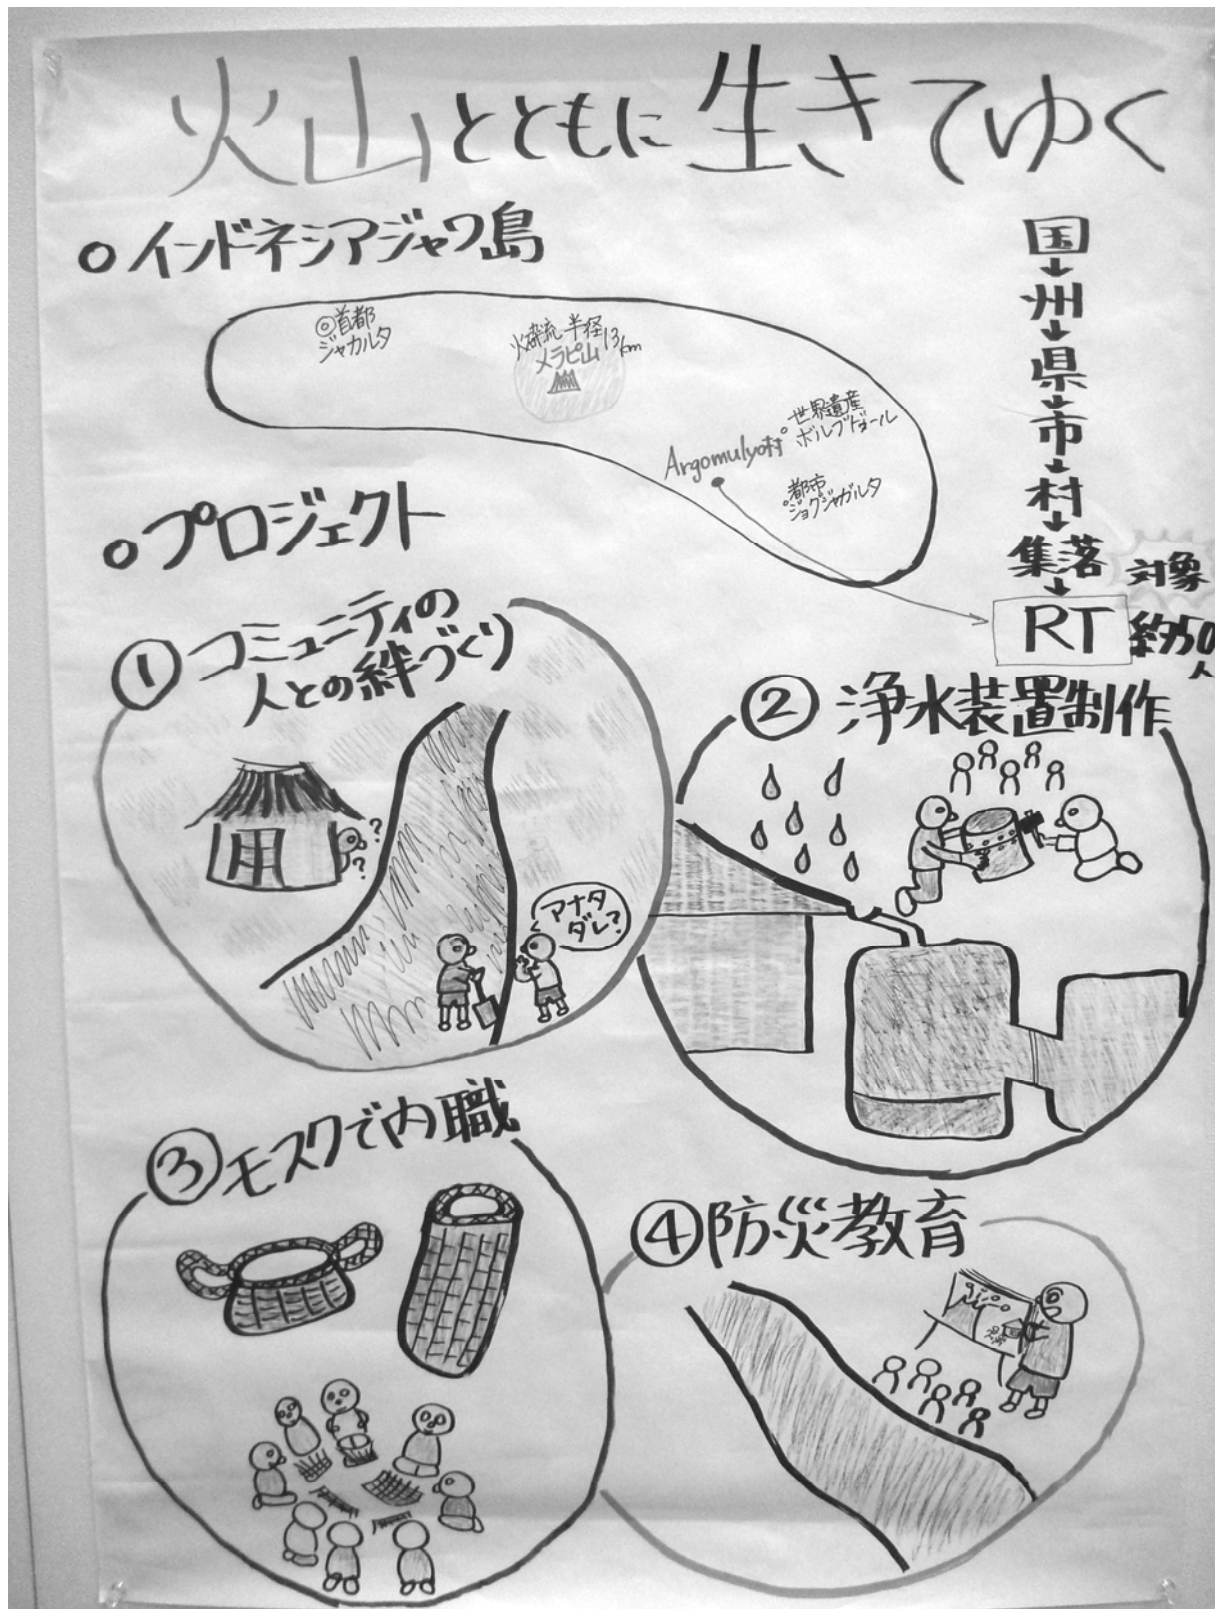 火山とともに生きてゆく
○インドネシアジャワ島
◎首都
ジャカルタ
火砕流 半径13km
メラピ山
世界遺産
ボルブドゥール
Argomulyo村
都市
ジョグジャガルタ
国
↓
州
↓
県
↓
市
↓
村
↓
集落
↓
対象
RT
約50人
○プロジェクト
①コミュニティの
人との絆づくり
?
?
アナタ
ダレ?
②浄水装置制作
③モスクで内職
④防災教育